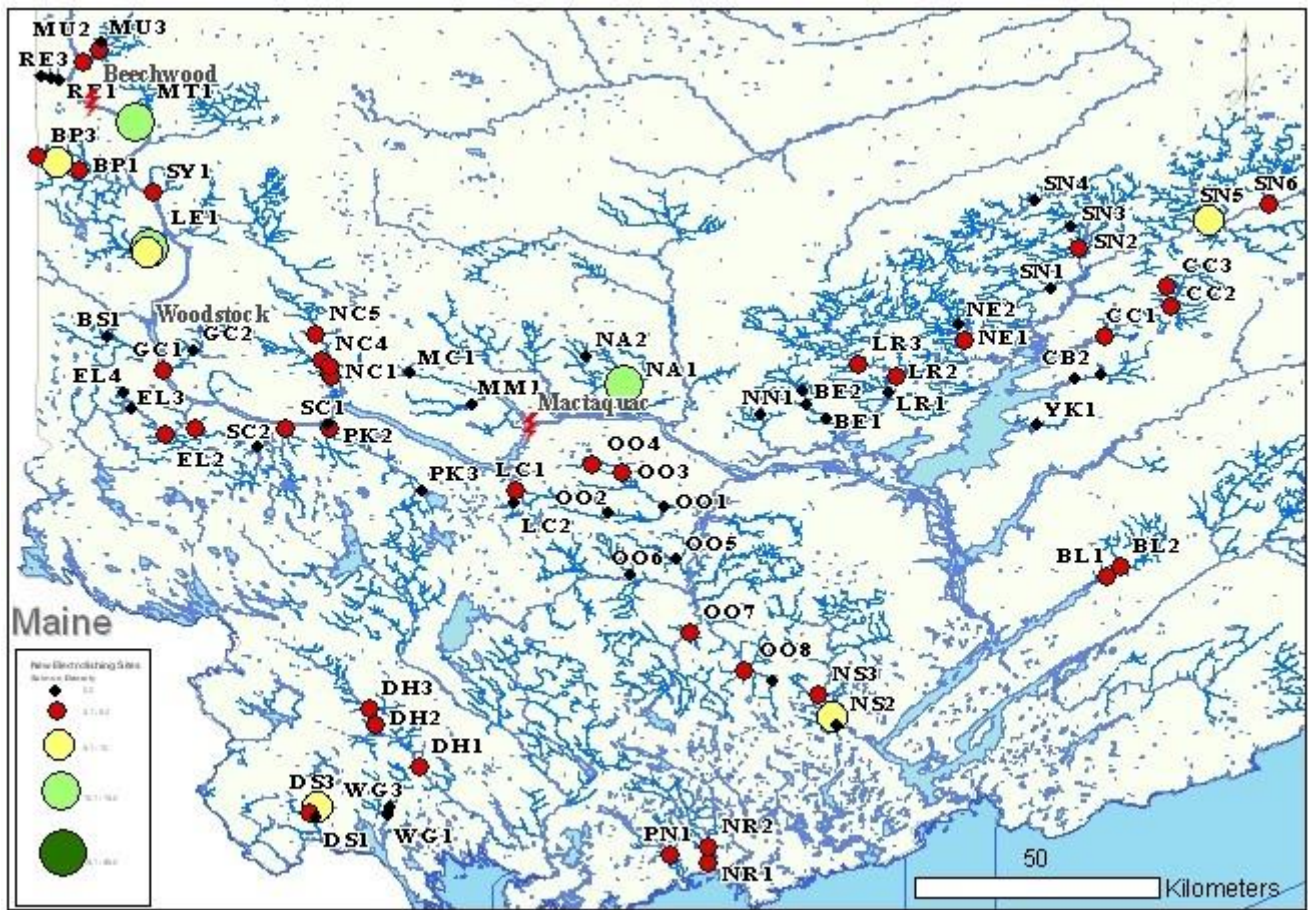 MU2
MU3
RE3
Beechwood
RE1
MT1
BP3
BP1
SY1
SN4
SN6
SN5
LE1
SN3
SN2
SN1
CC3
CC2
Woodstock
BS1
GC2
NC5
NE2
CC1
GC1
NC4
NA2
LR3
NE1
MC1
CB2
EL4
NC1
NA1
LR2
MM1
BE2
LR1
EL3
Mactaquac
NN1
BE1
YK1
SC1
SC2
PK2
EL2
OO4
PK3
LC1
OO3
OO2
OO1
LC2
OO5
OO6
BL1
BL2
OO7
Maine
OO8
New Electrofishing Sites
NS3
DH3
NS2
DH2
DH1
DS3
WG3
DS1
WG1
PN1
NR2
NR1
50
Kilometers